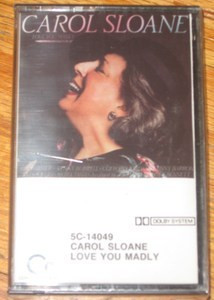 CAROL SLOANE
DOLBY SYSTEM
5C-14049
CAROL SLOANE
LOVE YOU MADLY